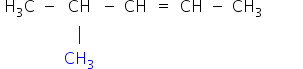 H₃C – CH – CH = CH – CH₃
|
CH₃